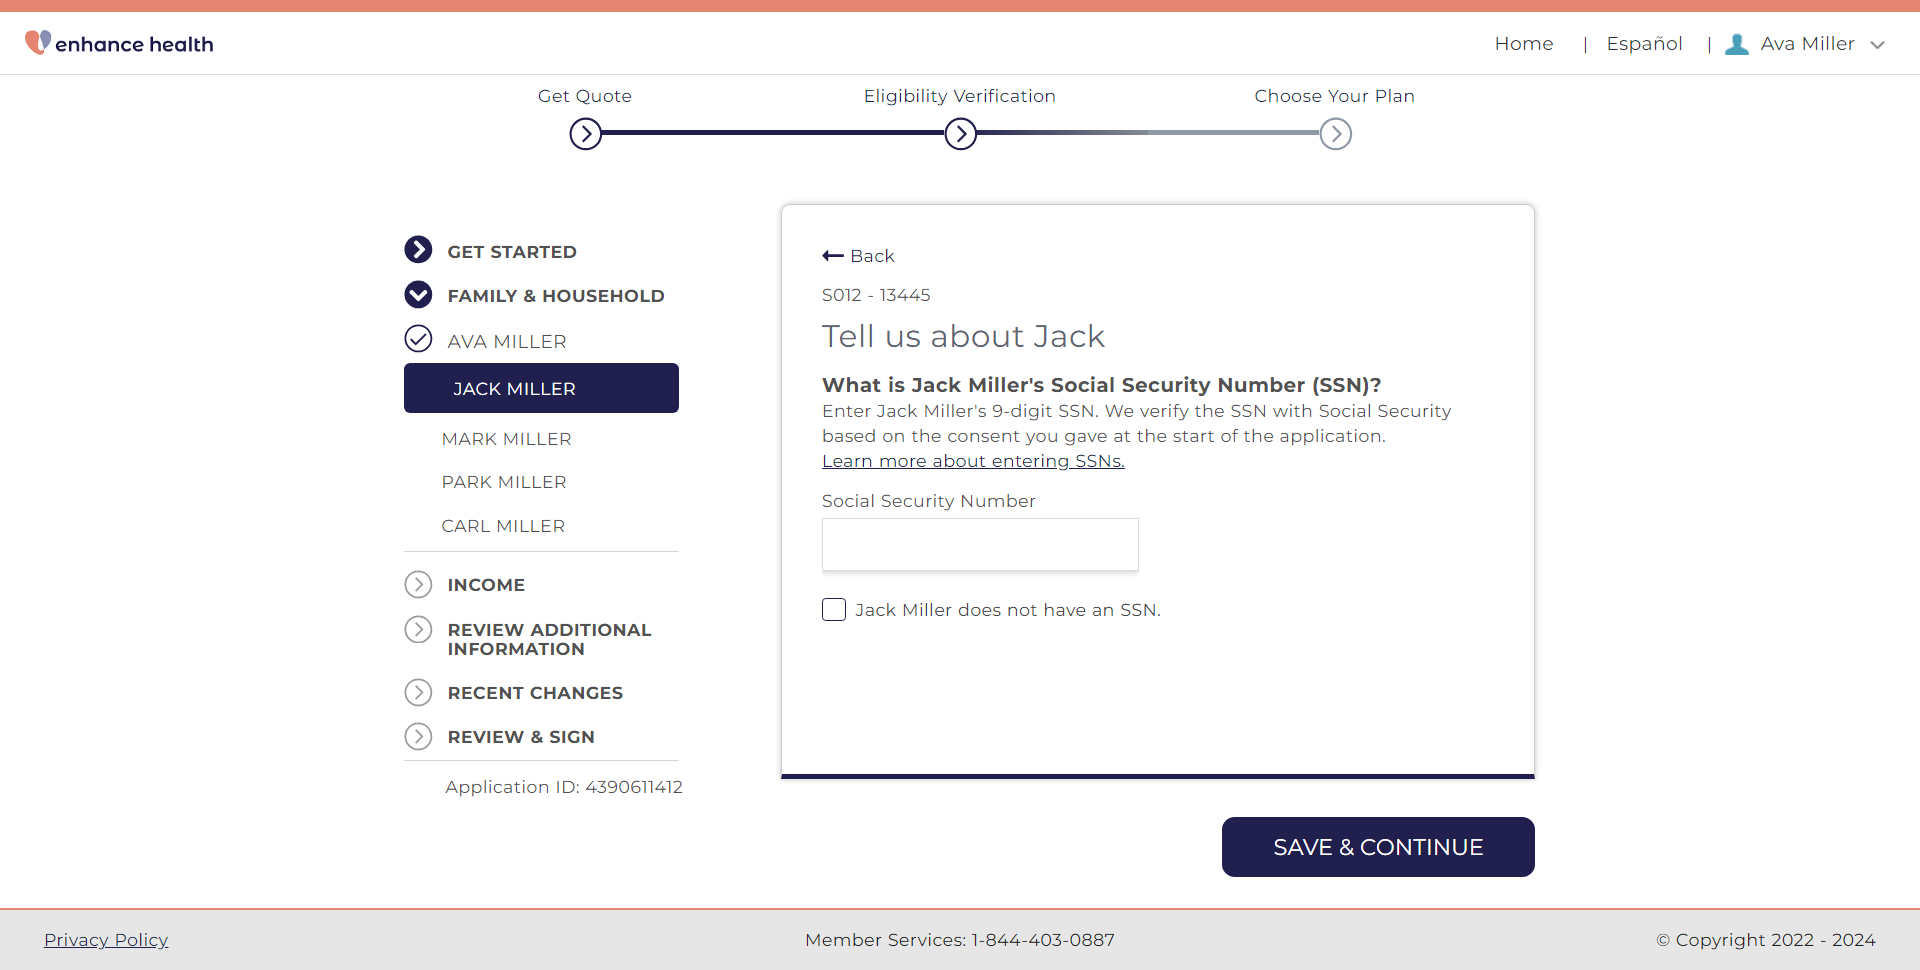 enhance health
Home | Español | Ava Miller
Get Quote
Eligibility Verification
Choose Your Plan
GET STARTED
FAMILY & HOUSEHOLD
AVA MILLER
JACK MILLER
MARK MILLER
PARK MILLER
CARL MILLER
INCOME
REVIEW ADDITIONAL
INFORMATION
RECENT CHANGES
REVIEW & SIGN
Application ID: 4390611412
Back
S012 - 13445
Tell us about Jack
What is Jack Miller's Social Security Number (SSN)?
Enter Jack Miller's 9-digit SSN. We verify the SSN with Social Security
based on the consent you gave at the start of the application.
Learn more about entering SSNs.
Social Security Number
Jack Miller does not have an SSN.
SAVE & CONTINUE
Privacy Policy
Member Services: 1-844-403-0887
© Copyright 2022 - 2024